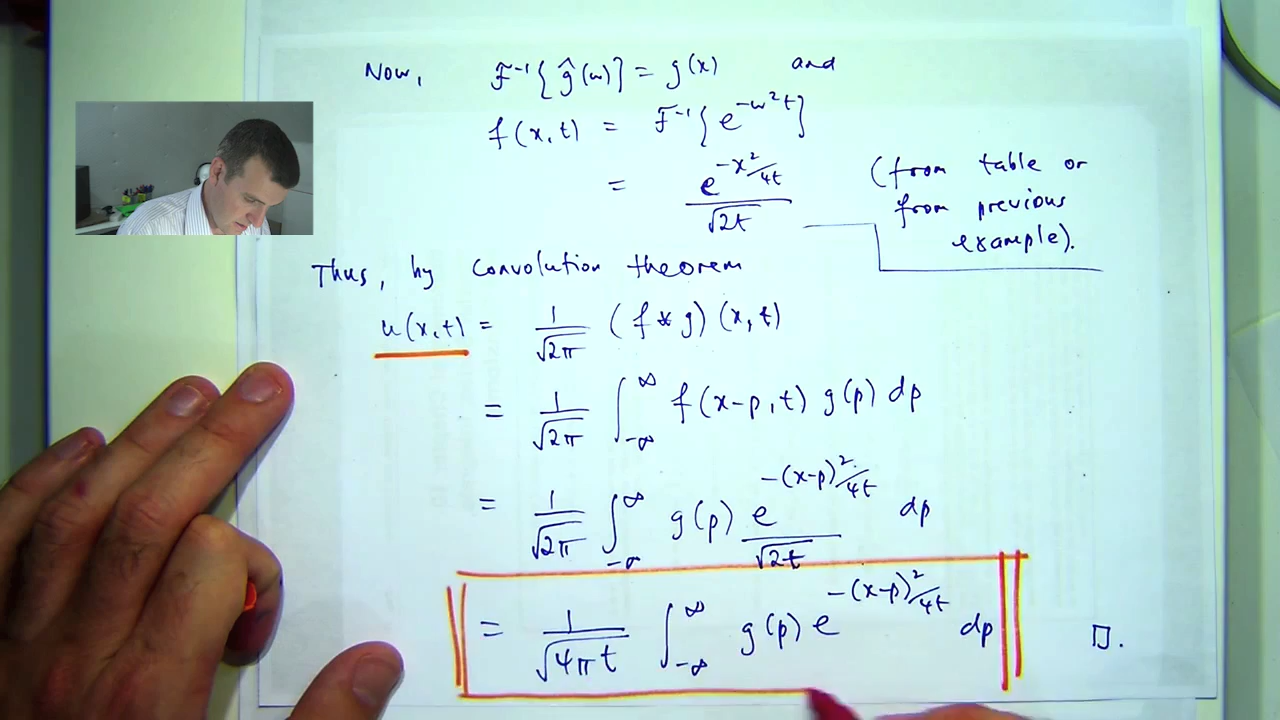 Now, F⁻¹{ĝ(ω)} = g(x) and
f(x,t) = F⁻¹{e^{-ω²t}}
= e^{-x²/4t} / √2t (from table or
from previous
example).
Thus, by Convolution theorem
u(x,t) = 1/√2π (f * g)(x,t)
= 1/√2π ∫_{-∞}^{∞} f(x-p,t) g(p) dp
= 1/√2π ∫_{-∞}^{∞} g(p) e^{-(x-p)²/4t} / √2t dp
= 1/√4πt ∫_{-∞}^{∞} g(p) e^{-(x-p)²/4t} dp □.